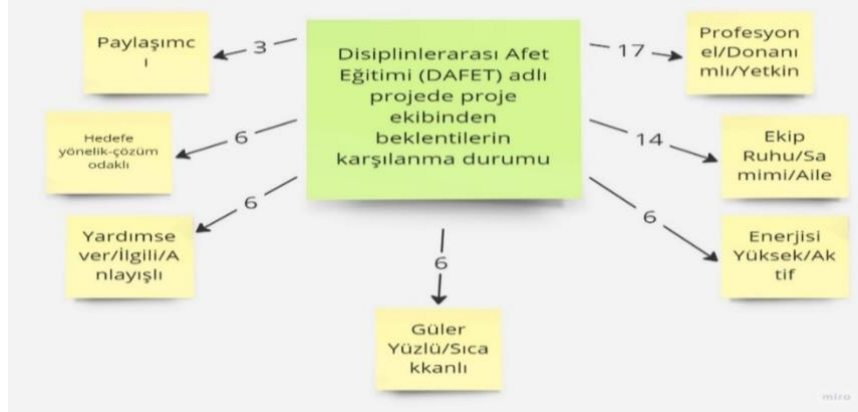 Disiplinlerarası Afet
Eğitimi (DAFET) adlı
projede proje
ekibinden
beklentilerin
karşılanma durumu
Paylaşımc
ı
3
Hedefe
yönelik-çözüm
odaklı
6
Yardımse
ver/İlgili/A
nlayışlı
6
Güler
Yüzlü/Sıca
kkanlı
6
Profesyon
el/Donanı
mlı/Yetkin
17
Ekip
Ruhu/Sa
mimi/Aile
14
Enerjisi
Yüksek/Ak
tif
6
miro